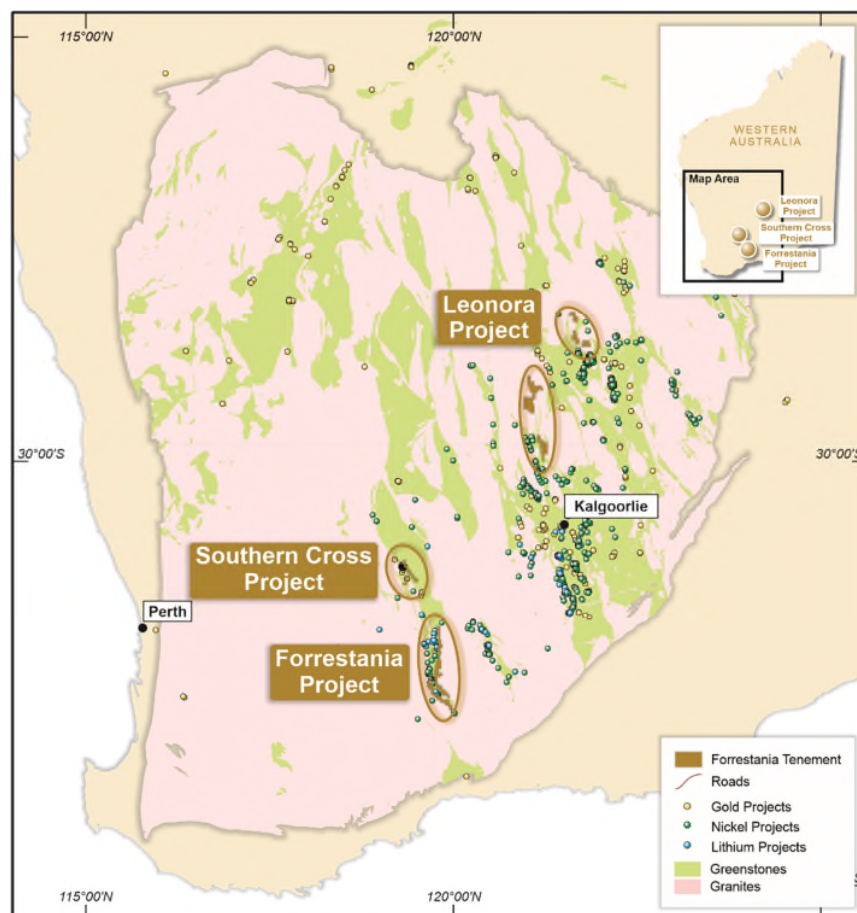 115°00'N
120°00'N
WESTERN
AUSTRALIA
Map Area
Leonora
Project
Southern Cross
Project
Forrestania
Project
Leonora
Project
30°00'S
30°00'S
Kalgoorlie
Southern Cross
Project
Perth
Forrestania
Project
Forrestania Tenement
Roads
Gold Projects
Nickel Projects
Lithium Projects
Greenstones
Granites
115°00'N
120°00'N
S